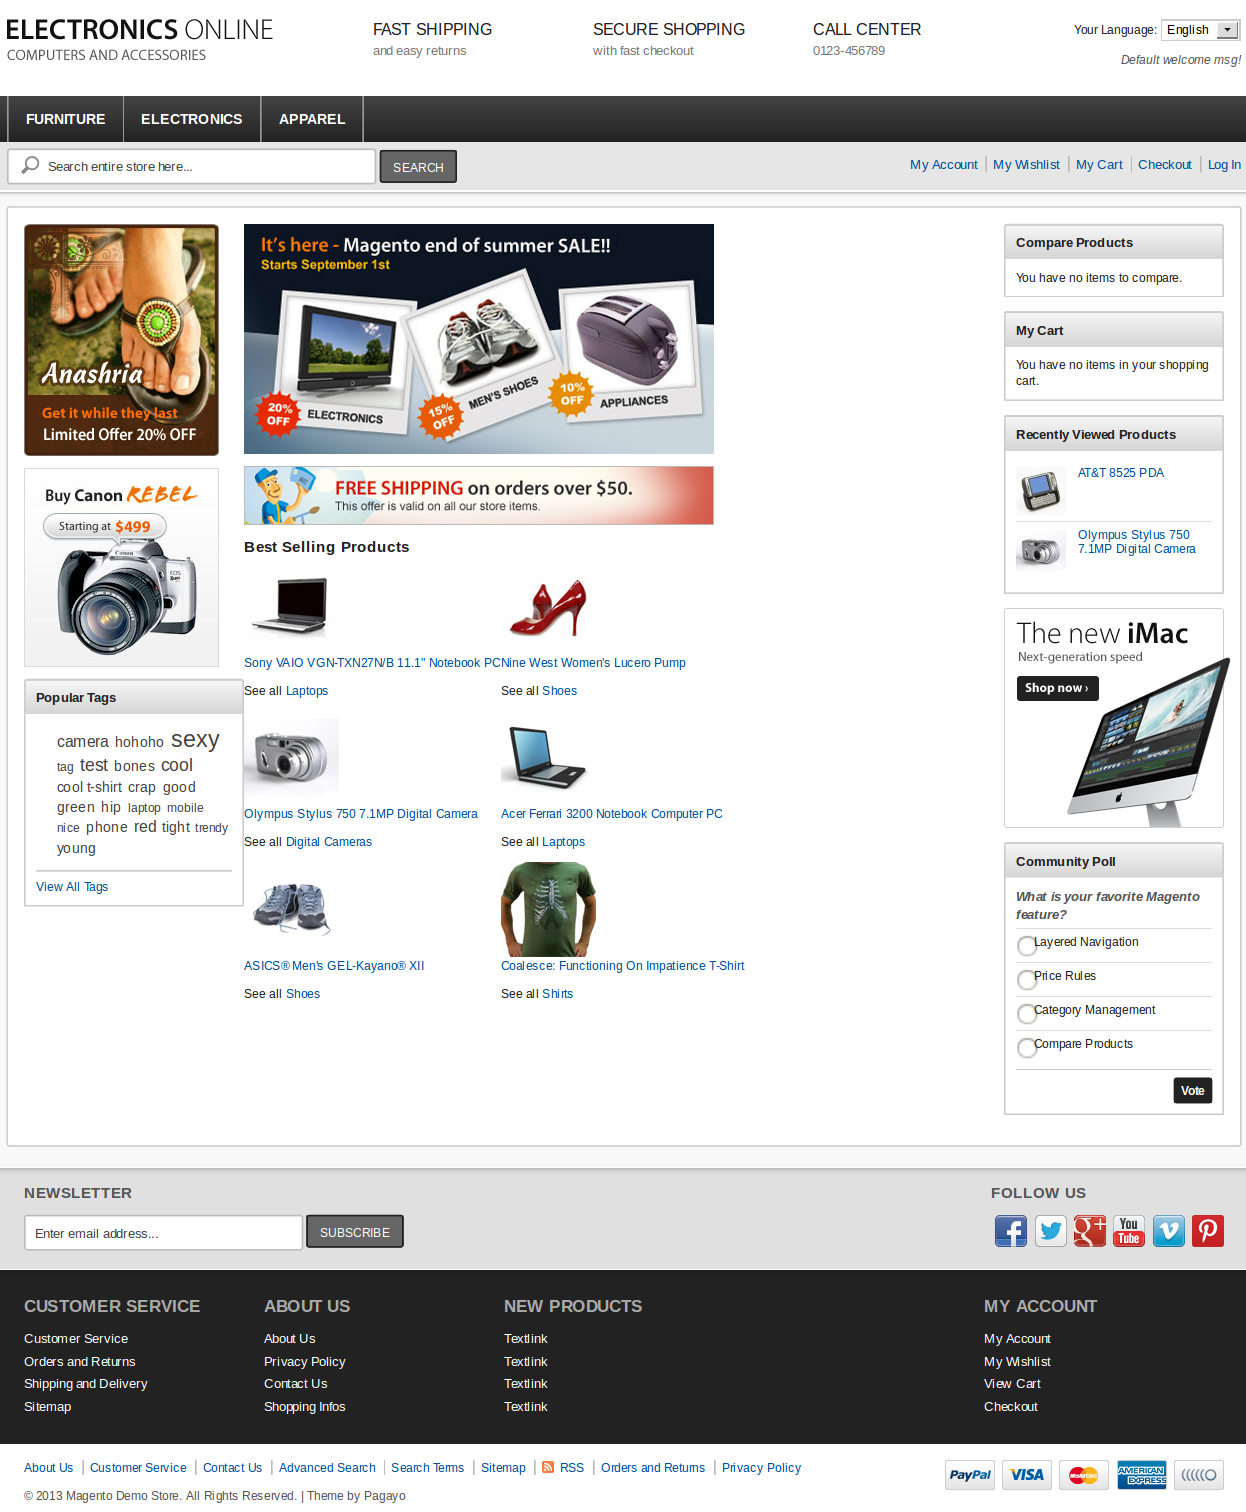 ELECTRONICS ONLINE
COMPUTERS AND ACCESSORIES
FAST SHIPPING
and easy returns
SECURE SHOPPING
with fast checkout
CALL CENTER
0123-456789
Your Language: English
Default welcome msg!
FURNITURE
ELECTRONICS
APPAREL
Search entire store here...
SEARCH
My Account
My Wishlist
My Cart
Checkout
Log In
Anashria
Get it while they last
Limited Offer 20% OFF
Buy Canon REBEL
Starting at $499
Canon
EOS
Popular Tags
camera hohoho sexy
tag test bones cool
cool t-shirt crap good
green hip laptop mobile
nice phone red tight trendy
young
View All Tags
It's here - Magento end of summer SALE!!
Starts September 1st
20% OFF
ELECTRONICS
15% OFF
MEN'S SHOES
10% OFF
APPLIANCES
FREE SHIPPING on orders over $50.
This offer is valid on all our store items.
Best Selling Products
Sony VAIO VGN-TXN27N/B 11.1" Notebook PC
Nine West Women's Lucero Pump
See all Laptops
See all Shoes
Olympus Stylus 750 7.1MP Digital Camera
Acer Ferrari 3200 Notebook Computer PC
See all Digital Cameras
See all Laptops
ASICS® Men's GEL-Kayano® XII
Coalesce: Functioning On Impatience T-Shirt
See all Shoes
See all Shirts
Compare Products
You have no items to compare.
My Cart
You have no items in your shopping
cart.
Recently Viewed Products
AT&T 8525 PDA
Olympus Stylus 750
7.1MP Digital Camera
The new iMac
Next-generation speed
Shop now ›
Community Poll
What is your favorite Magento
feature?
Layered Navigation
Price Rules
Category Management
Compare Products
Vote
NEWSLETTER
Enter email address...
SUBSCRIBE
FOLLOW US
You
Tube
CUSTOMER SERVICE
Customer Service
Orders and Returns
Shipping and Delivery
Sitemap
ABOUT US
About Us
Privacy Policy
Contact Us
Shopping Infos
NEW PRODUCTS
Textlink
Textlink
Textlink
Textlink
MY ACCOUNT
My Account
My Wishlist
View Cart
Checkout
About Us
Customer Service
Contact Us
Advanced Search
Search Terms
Sitemap
RSS
Orders and Returns
Privacy Policy
PayPal
VISA
MasterCard
AMERICAN EXPRESS
© 2013 Magento Demo Store. All Rights Reserved. | Theme by Pagayo